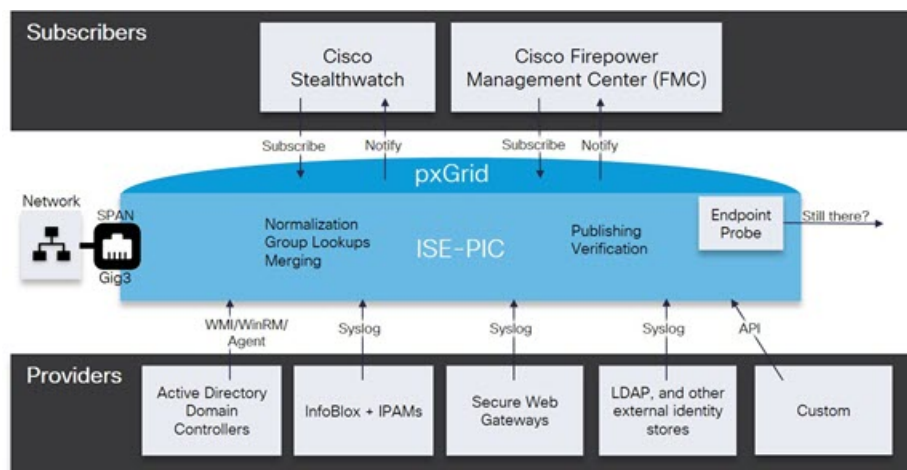 Subscribers
Cisco
Stealthwatch
Cisco Firepower
Management Center (FMC)
Subscribe
Notify
Subscribe
Notify
pxGrid
Network
SPAN
Gig3
Normalization
Group Lookups
Merging
ISE-PIC
Publishing
Verification
Endpoint
Probe
Still there?
WMI/WinRM/
Agent
Syslog
Syslog
Syslog
API
Providers
Active Directory
Domain
Controllers
InfoBlox + IPAMs
Secure Web
Gateways
LDAP, and other
external identity
stores
Custom